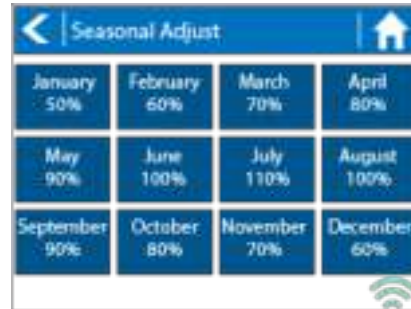 Seasonal Adjust
January February March April
50% 60% 70% 80%
May June July August
90% 100% 110% 100%
September October November December
90% 80% 70% 60%